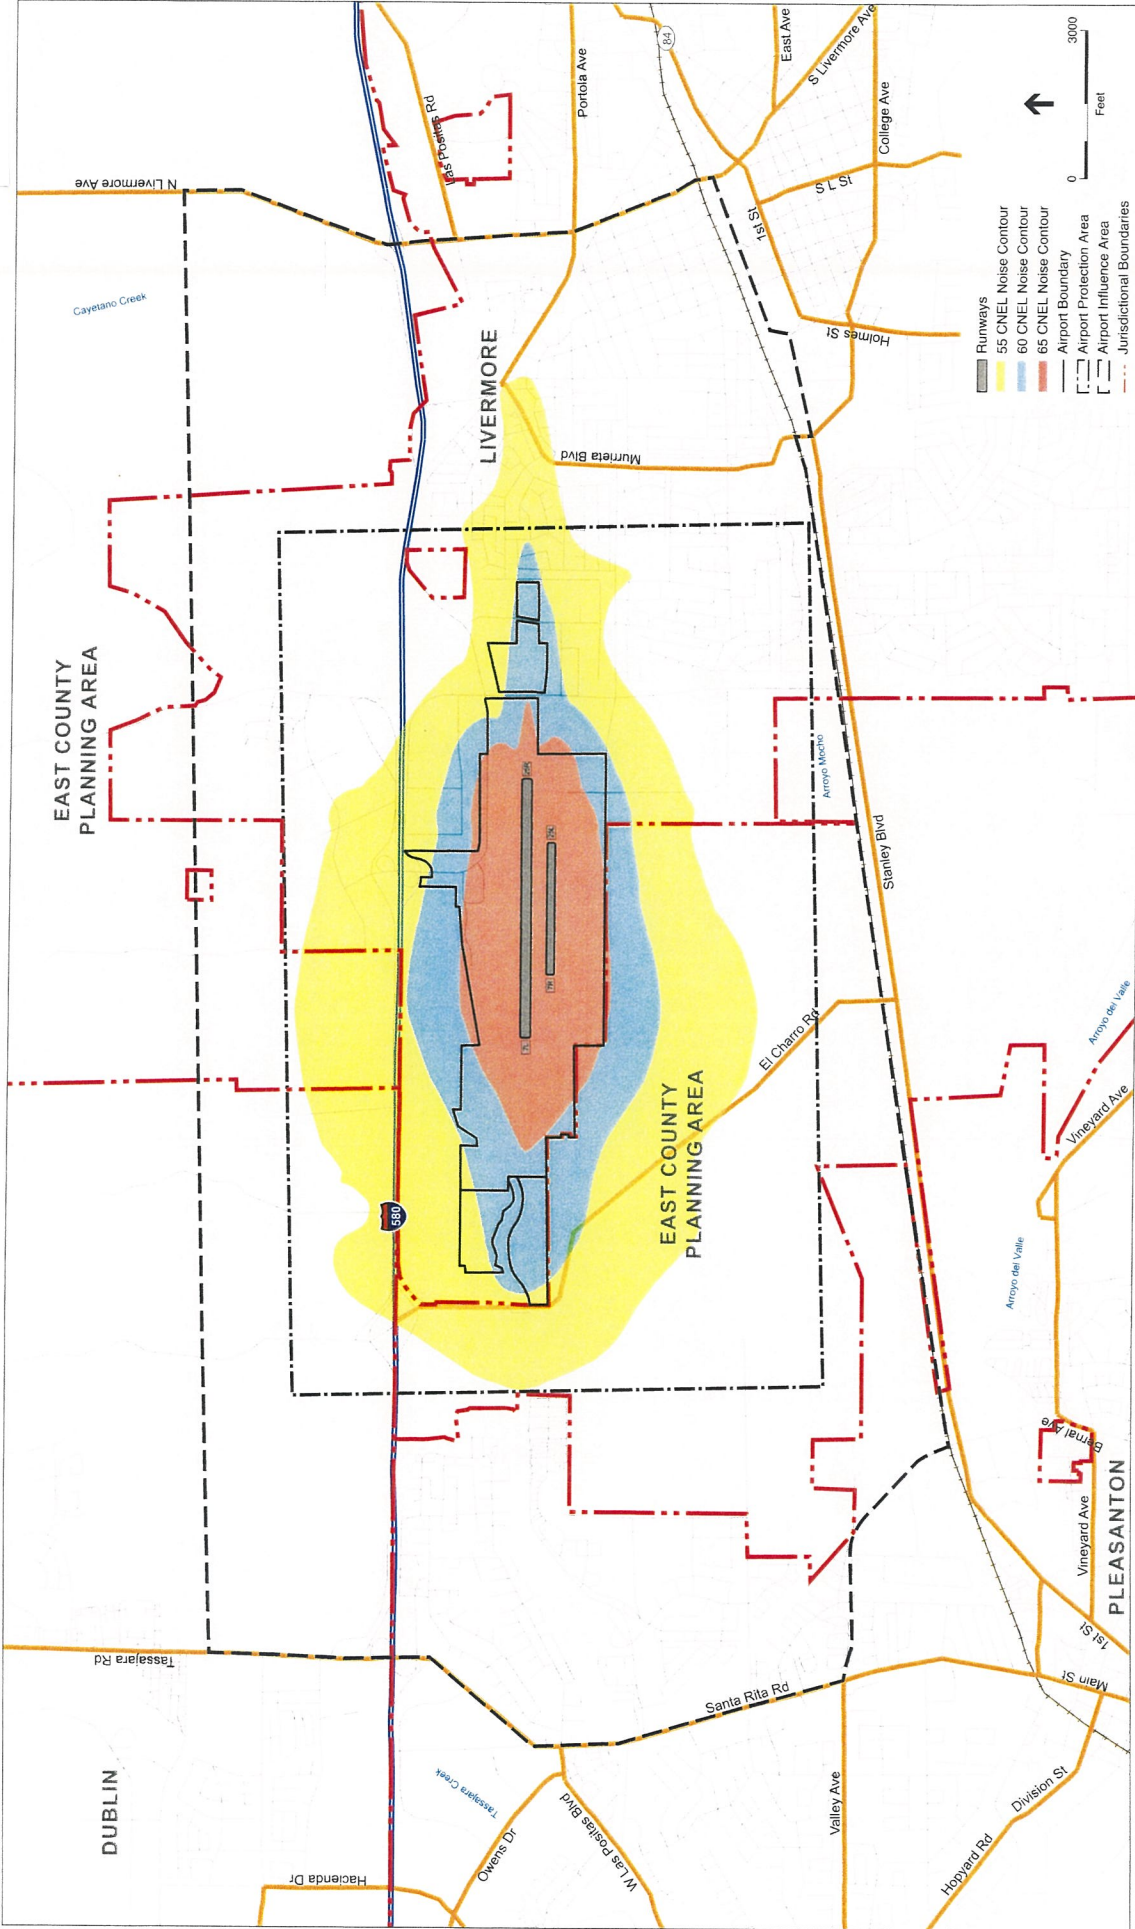 DUBLIN
Tassajara Rd
Hacienda Dr
Tassajara Creek
Owens Dr
W Las Positas Blvd
Santa Rita Rd
Valley Ave
Hopyard Rd
Division St
Main St
1st St
Vineyard Ave
Bernal Ave
PLEASANTON
EAST COUNTY
PLANNING AREA
580
EAST COUNTY
PLANNING AREA
El Charro Rd
Stanley Blvd
Arroyo Mocho
Arroyo del Valle
Arroyo del Valle
Vineyard Ave
7L
25R
7R
25L
LIVERMORE
Murrieta Blvd
Cayetano Creek
N Livermore Ave
Las Positas Rd
Portola Ave
84
East Ave
S Livermore Ave
College Ave
S L St
1st St
Holmes St
Runways
55 CNEL Noise Contour
60 CNEL Noise Contour
65 CNEL Noise Contour
Airport Boundary
Airport Protection Area
Airport Influence Area
Jurisdictional Boundaries
0
3000
Feet